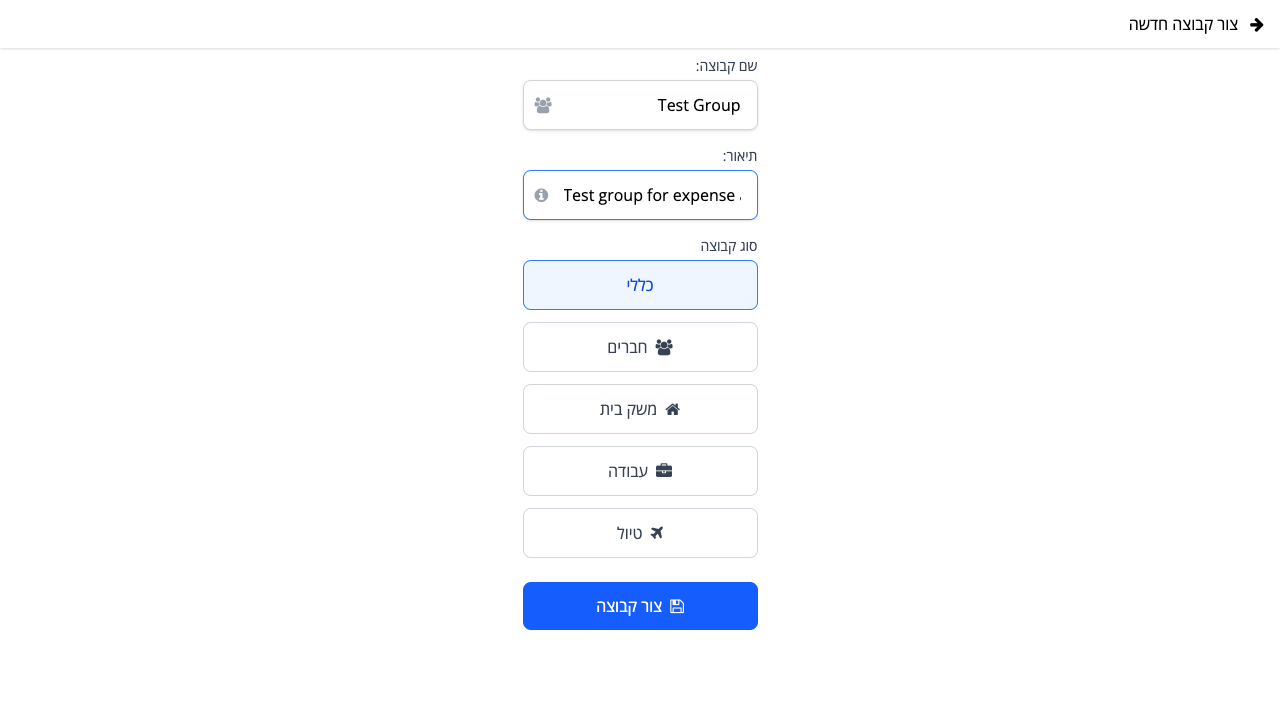 צור קבוצה חדשה
שם קבוצה:
Test Group
תיאור:
Test group for expense
סוג קבוצה
כללי
חברים
משק בית
עבודה
טיול
צור קבוצה